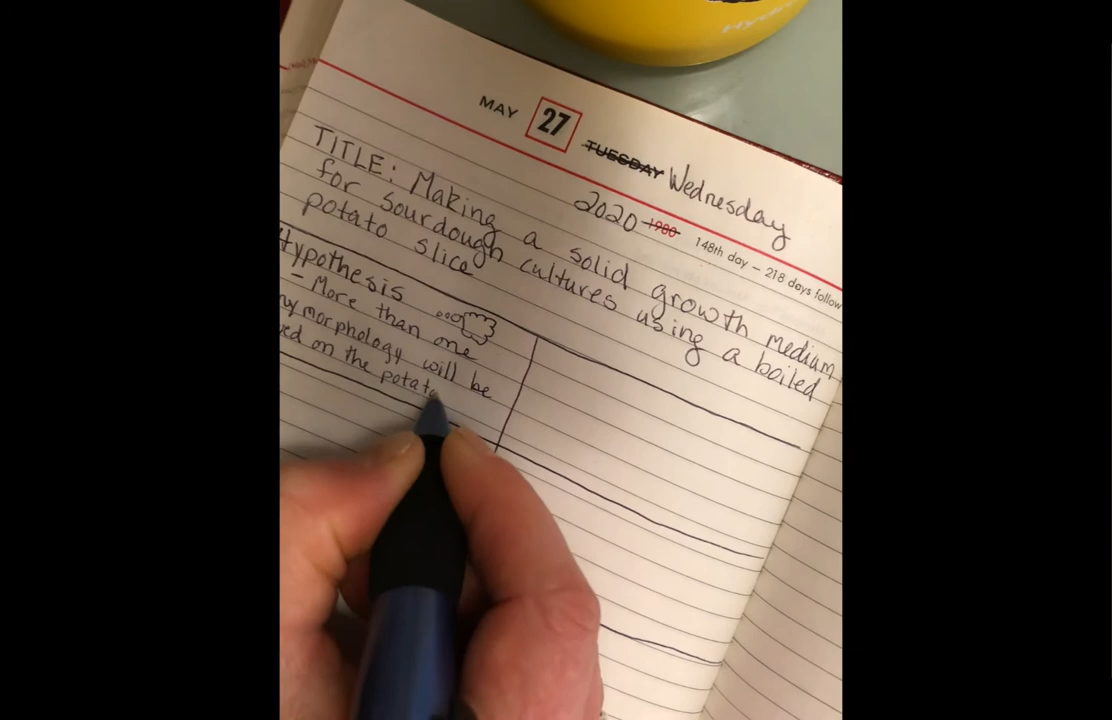 MAY 27 TUESDAY Wednesday
2020 1980 148th day – 218 days follow
TITLE: Making a solid growth medium
for sourdough cultures using a boiled
potato slice
Hypothesis
- More than one
morphology will be
on the potato